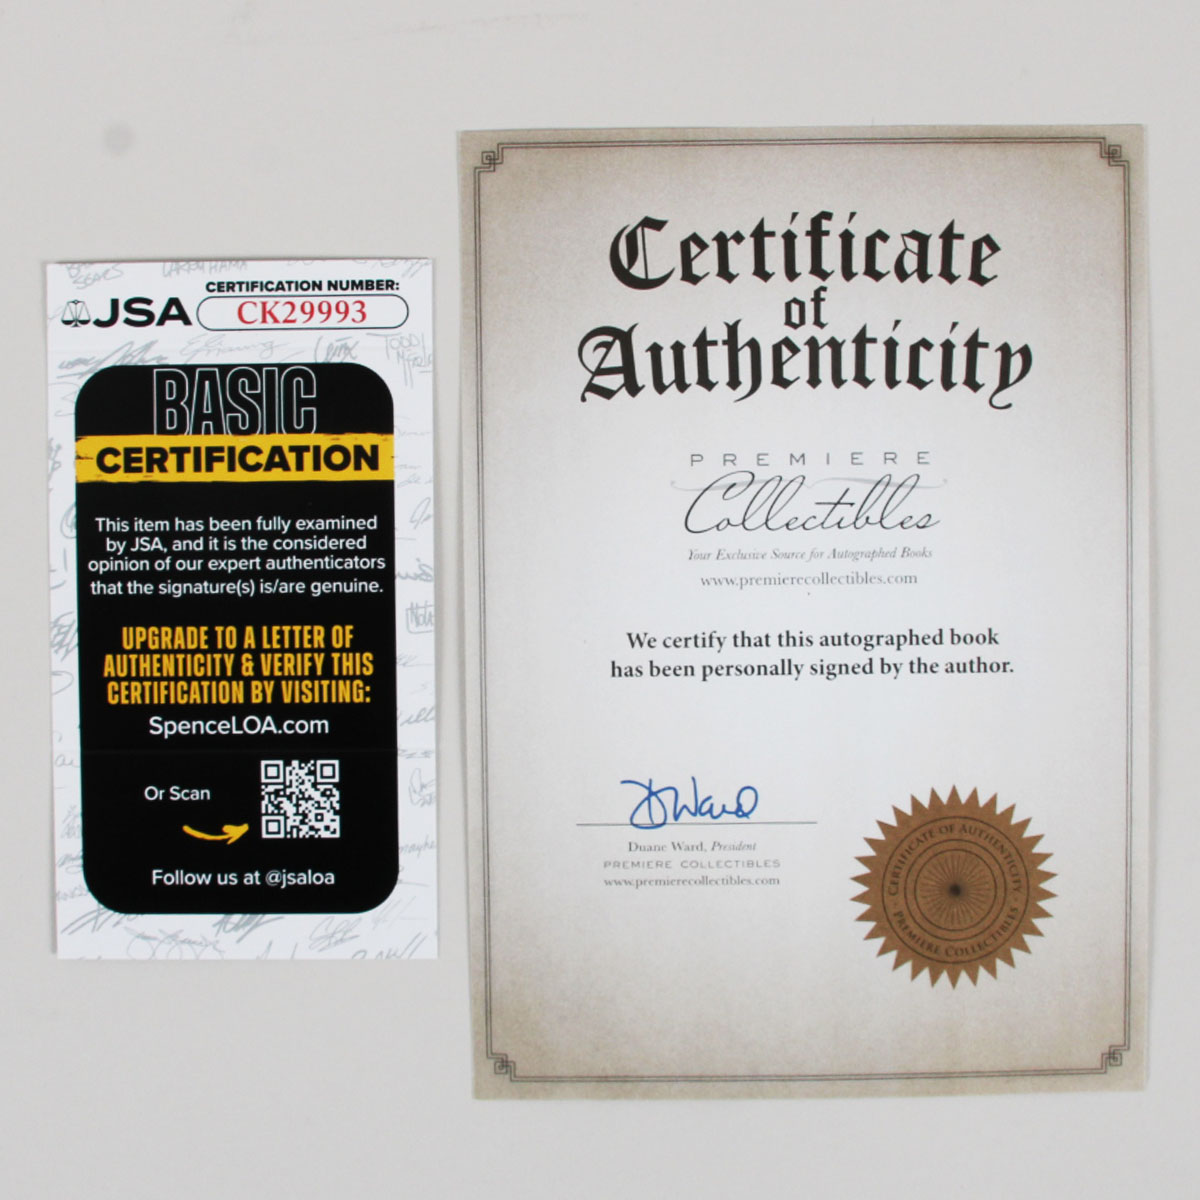 CERTIFICATION NUMBER:
JSA CK29993
BASIC
CERTIFICATION
This item has been fully examined
by JSA, and it is the considered
opinion of our expert authenticators
that the signature(s) is/are genuine.
UPGRADE TO A LETTER OF
AUTHENTICITY & VERIFY THIS
CERTIFICATION BY VISITING:
SpenceLOA.com
Or Scan
Follow us at @jsaloa
Certificate
of
Authenticity
PREMIERE
Collectibles
Your Exclusive Source for Autographed Books
www.premierecollectibles.com
We certify that this autographed book
has been personally signed by the author.
D Ward
Duane Ward, President
PREMIERE COLLECTIBLES
www.premierecollectibles.com
CERTIFICATE OF AUTHENTICITY
PREMIERE COLLECTIBLES